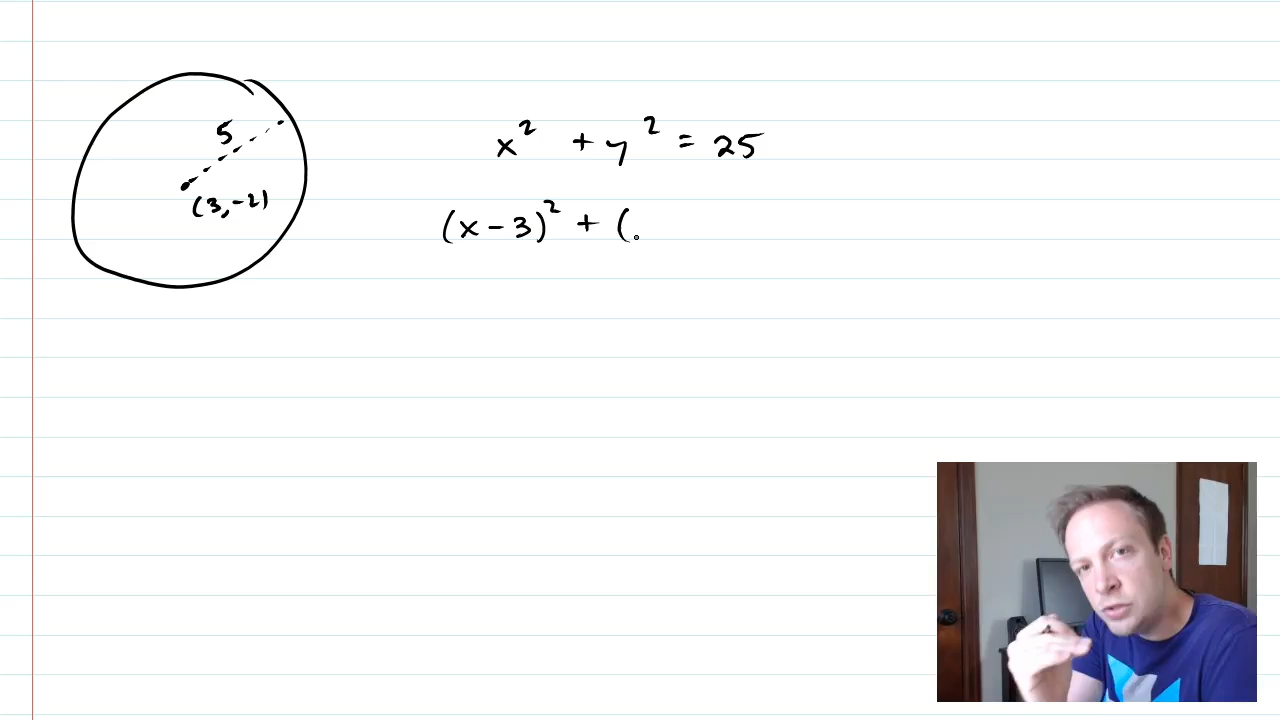 5
(3,-2)
x² + y² = 25
(x-3)² + (